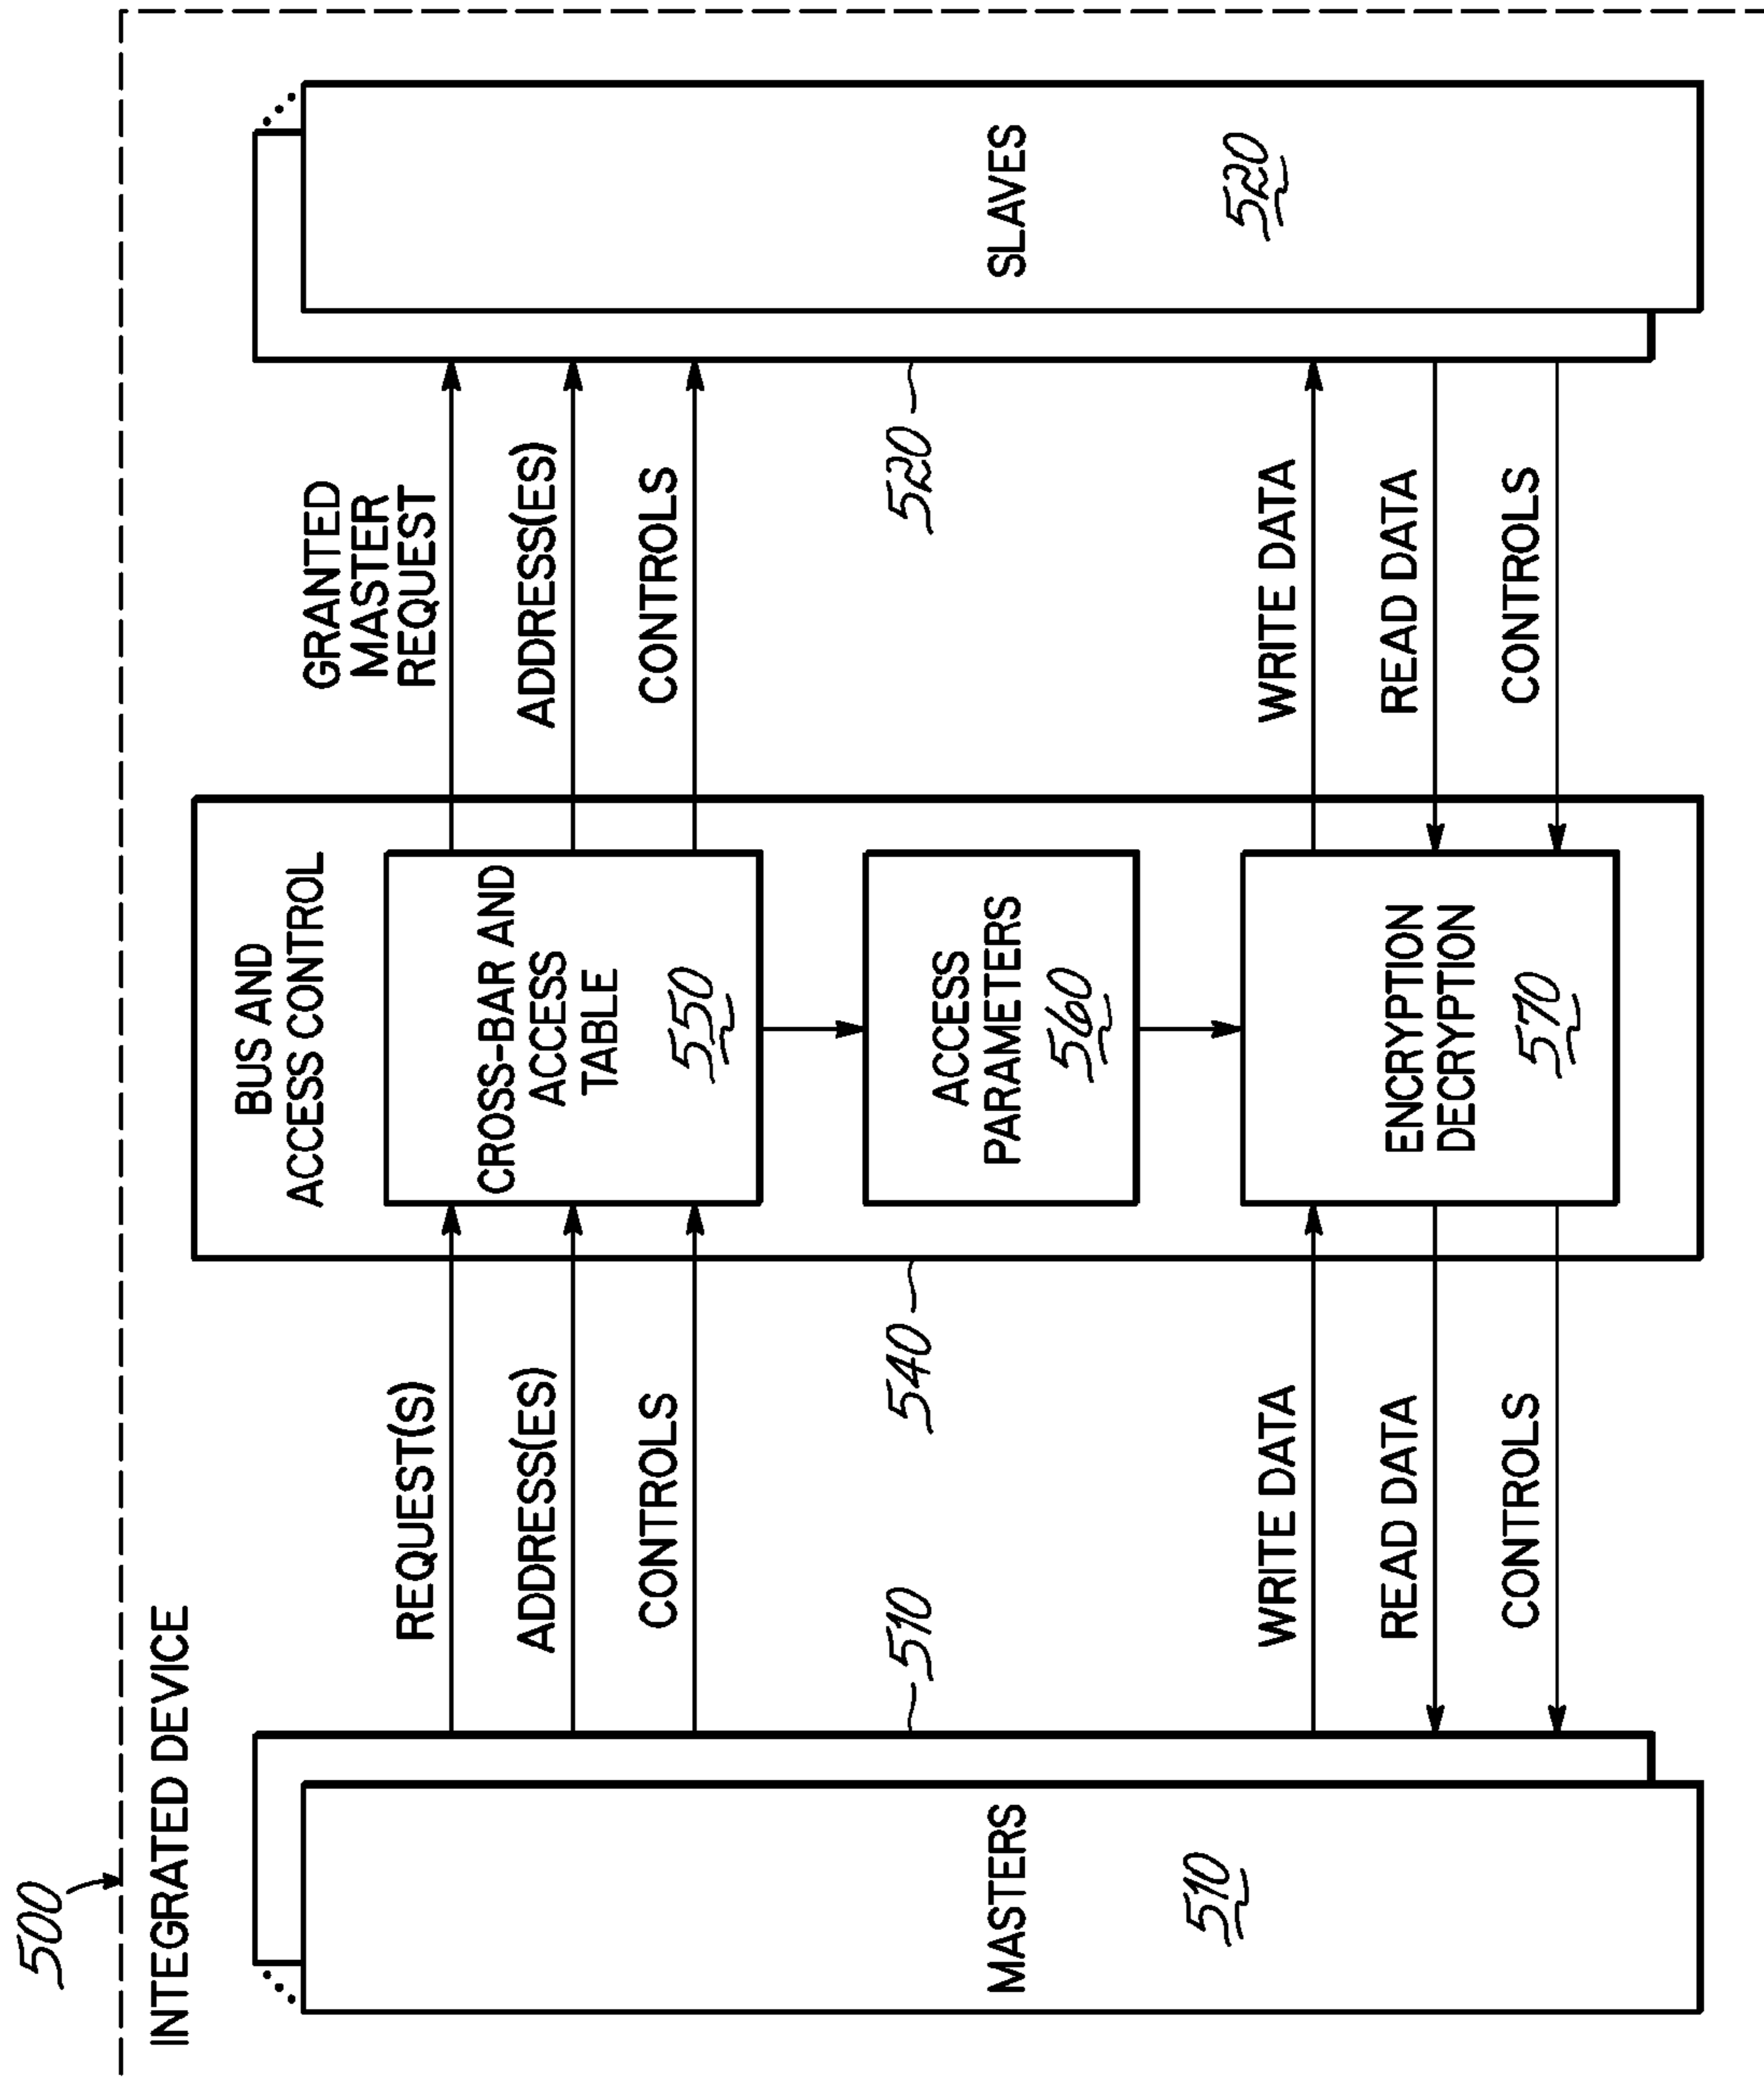 500
INTEGRATED DEVICE
MASTERS
510
510
REQUEST(S)
ADDRESS(ES)
CONTROLS
WRITE DATA
READ DATA
CONTROLS
540
BUS AND
ACCESS CONTROL
CROSS-BAR AND
ACCESS
TABLE
550
ACCESS
PARAMETERS
560
ENCRYPTION
DECRYPTION
570
GRANTED
MASTER
REQUEST
ADDRESS(ES)
CONTROLS
WRITE DATA
READ DATA
CONTROLS
520
SLAVES
520